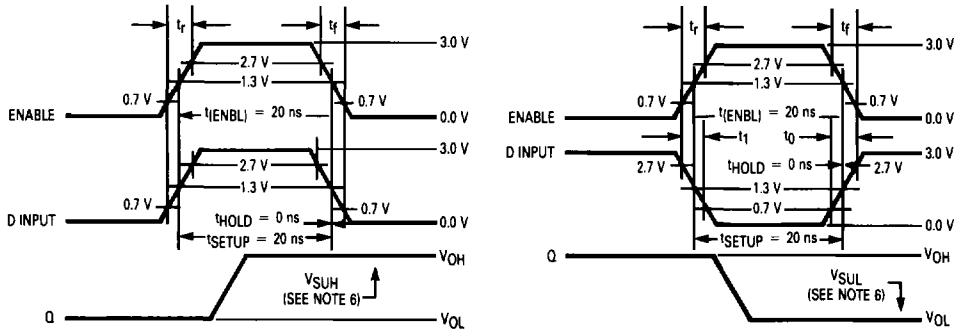 tr
tf
3.0 V
2.7 V
1.3 V
0.7 V
0.7 V
t(ENBL) = 20 ns
ENABLE
0.0 V
3.0 V
2.7 V
1.3 V
0.7 V
0.7 V
D INPUT
tHOLD = 0 ns
0.0 V
tSETUP = 20 ns
VOH
VSUH
(SEE NOTE 6)
Q
VOL
tr
tf
3.0 V
2.7 V
1.3 V
0.7 V
0.7 V
t(ENBL) = 20 ns
ENABLE
0.0 V
t1
t0
D INPUT
3.0 V
2.7 V
tHOLD = 0 ns
2.7 V
1.3 V
0.7 V
0.0 V
tSETUP = 20 ns
Q
VOH
VSUL
(SEE NOTE 6)
VOL